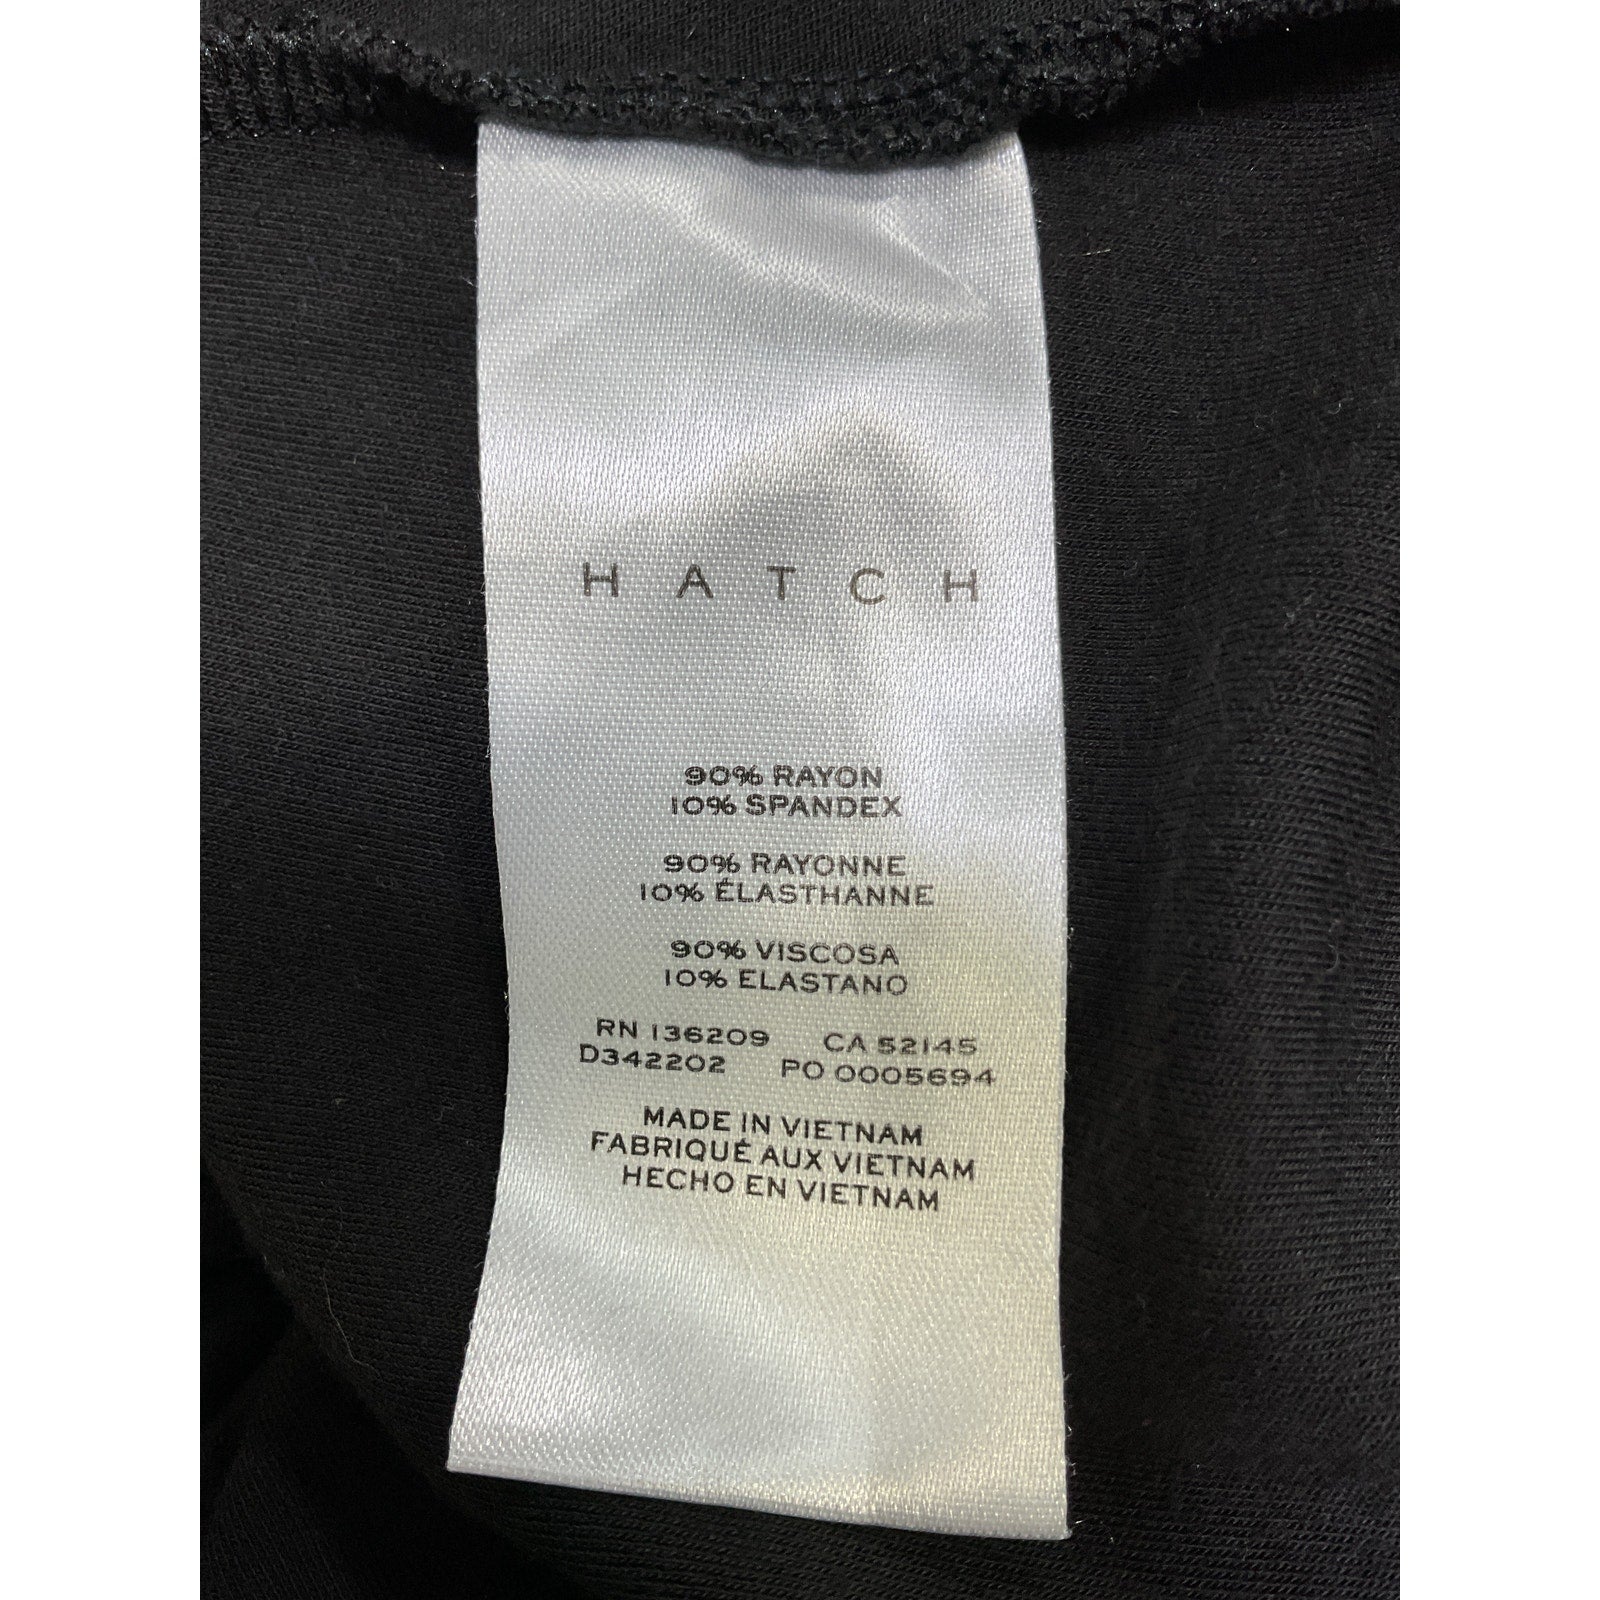 HATCH
90% RAYON
10% SPANDEX
90% RAYONNE
10% ÉLASTHANNE
90% VISCOSA
10% ELASTANO
RN 136209 CA 52145
D342202 PO 0005694
MADE IN VIETNAM
FABRIQUÉ AUX VIETNAM
HECHO EN VIETNAM